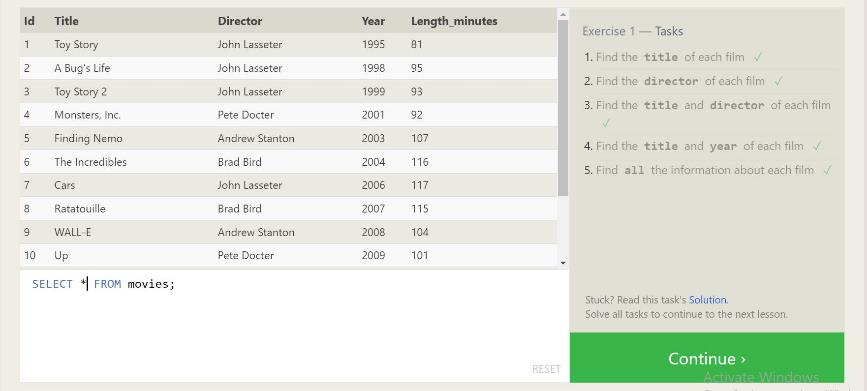 Id Title Director Year Length_minutes
1 Toy Story John Lasseter 1995 81
2 A Bug's Life John Lasseter 1998 95
3 Toy Story 2 John Lasseter 1999 93
4 Monsters, Inc. Pete Docter 2001 92
5 Finding Nemo Andrew Stanton 2003 107
6 The Incredibles Brad Bird 2004 116
7 Cars John Lasseter 2006 117
8 Ratatouille Brad Bird 2007 115
9 WALL-E Andrew Stanton 2008 104
10 Up Pete Docter 2009 101
SELECT * FROM movies;
RESET
Exercise 1 — Tasks
1. Find the title of each film ✓
2. Find the director of each film ✓
3. Find the title and director of each film
✓
4. Find the title and year of each film ✓
5. Find all the information about each film ✓
Stuck? Read this task's Solution.
Solve all tasks to continue to the next lesson.
Continue ›
Activate Windows